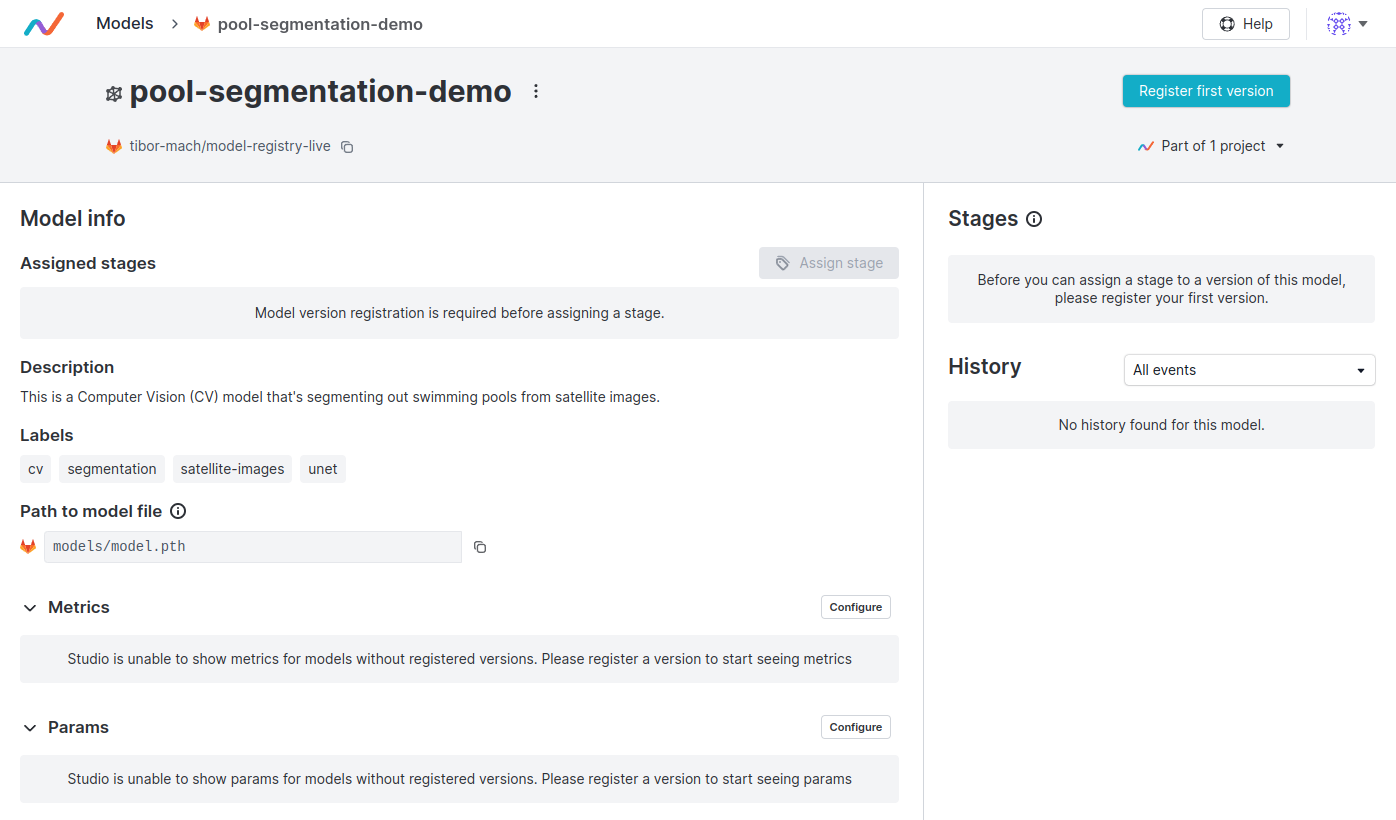 Models
pool-segmentation-demo
Help
pool-segmentation-demo
Register first version
tibor-mach/model-registry-live
Part of 1 project
Model info
Assigned stages
Assign stage
Model version registration is required before assigning a stage.
Description
This is a Computer Vision (CV) model that's segmenting out swimming pools from satellite images.
Labels
cv
segmentation
satellite-images
unet
Path to model file
models/model.pth
Metrics
Configure
Studio is unable to show metrics for models without registered versions. Please register a version to start seeing metrics
Params
Configure
Studio is unable to show params for models without registered versions. Please register a version to start seeing params
Stages
Before you can assign a stage to a version of this model,
please register your first version.
History
All events
No history found for this model.